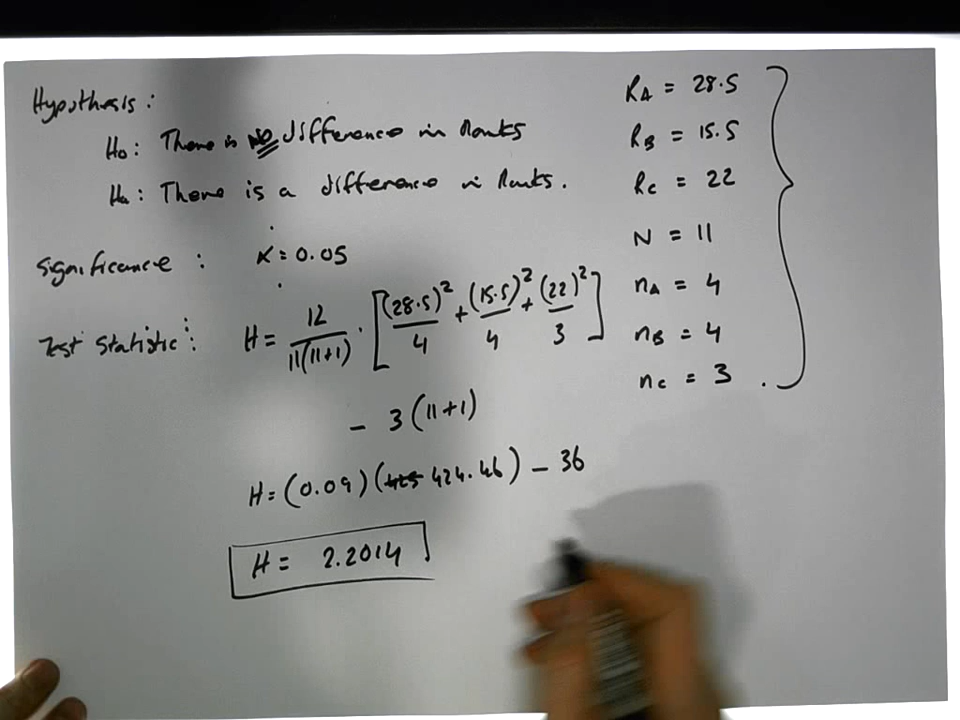 Hypothesis :
Ho : There is NO difference in Ranks
Ha : There is a difference in Ranks.
Significance : α = 0.05
Test Statistic : H = 12 / 11(11+1) · [ (28.5)² / 4 + (15.5)² / 4 + (22)² / 3 ]
− 3 (11+1)
H = (0.09) ( 424.46 ) − 36
H = 2.2014
RA = 28.5
RB = 15.5
Rc = 22
N = 11
nA = 4
nB = 4
nc = 3 .